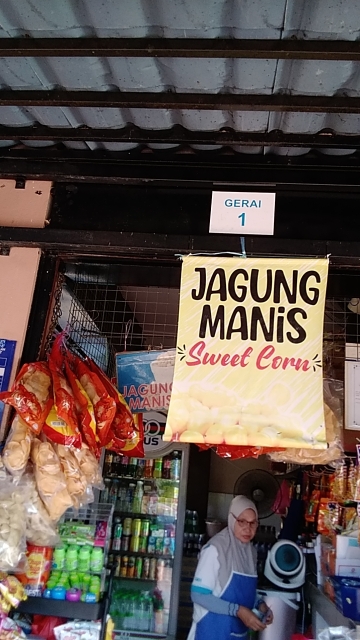 GERAI
1
JAGUNG
MANiS
Sweet Corn
JAGUNG
MANIS